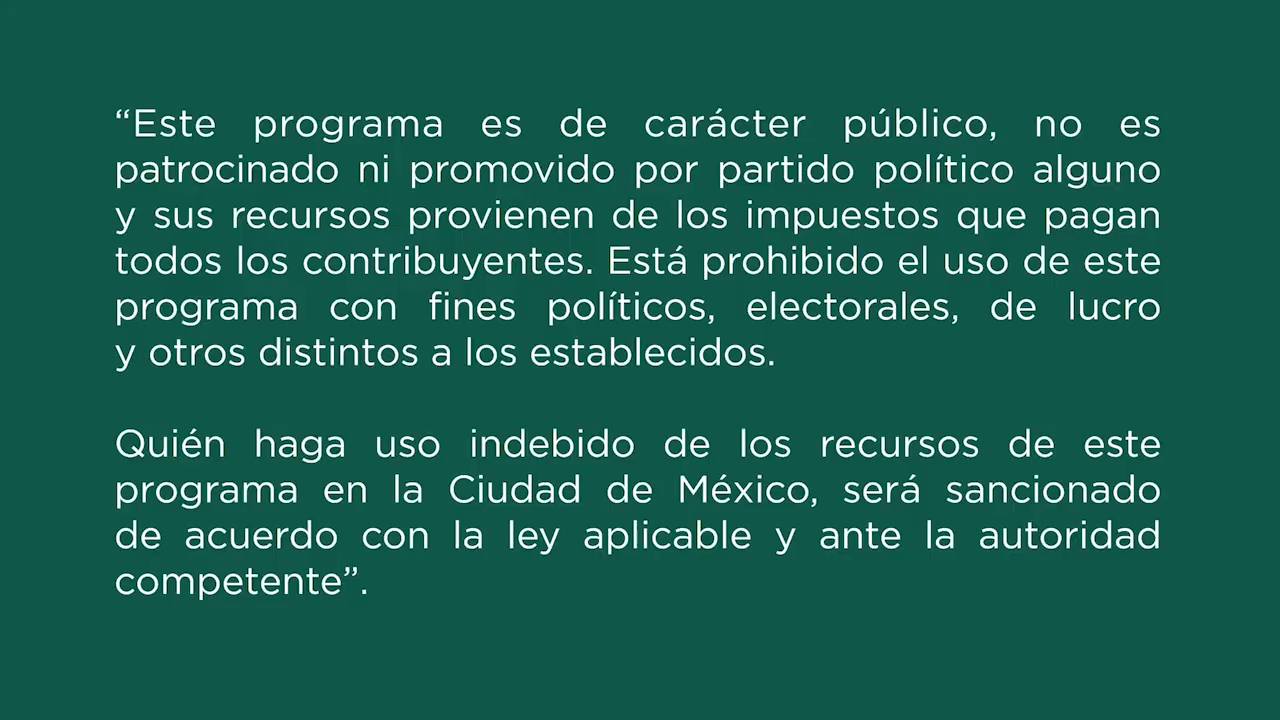 “Este programa es de carácter público, no es
patrocinado ni promovido por partido político alguno
y sus recursos provienen de los impuestos que pagan
todos los contribuyentes. Está prohibido el uso de este
programa con fines políticos, electorales, de lucro
y otros distintos a los establecidos.
Quién haga uso indebido de los recursos de este
programa en la Ciudad de México, será sancionado
de acuerdo con la ley aplicable y ante la autoridad
competente”.